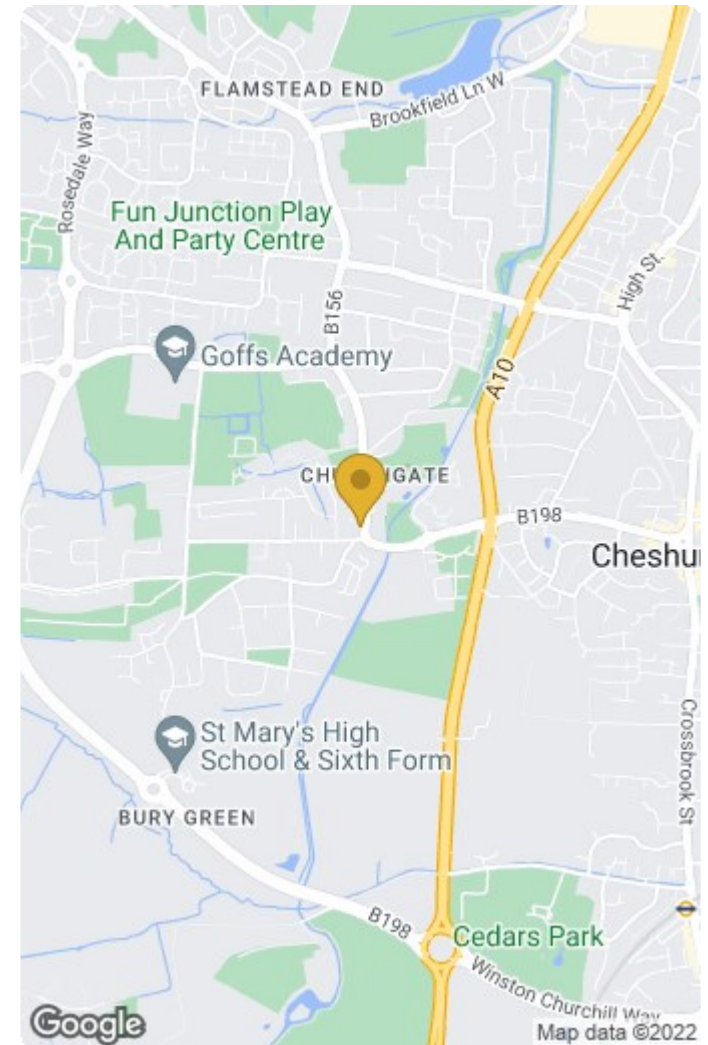 FLAMSTEAD END
Brookfield Ln W
Rosedale Way
Fun Junction Play
And Party Centre
High St.
B156
Goffs Academy
A10
B198
Cheshu
Crossbrook St
St Mary's High
School & Sixth Form
BURY GREEN
B198
Cedars Park
Winston Churchill Way
Google
Map data ©2022